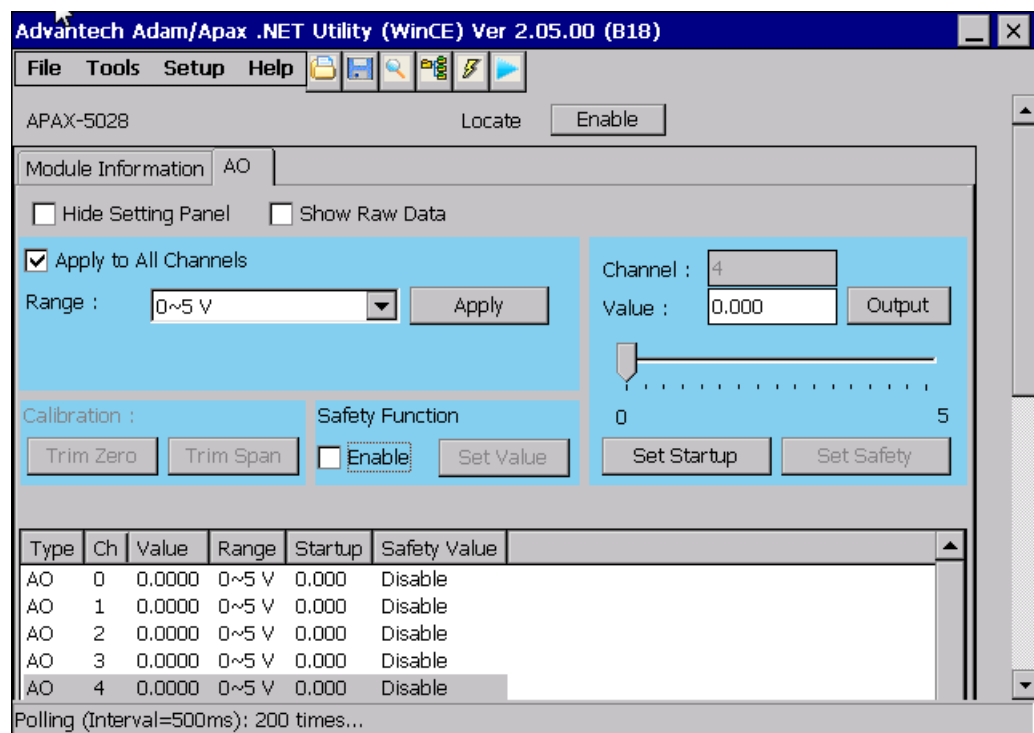 Advantech Adam/Apax .NET Utility (WinCE) Ver 2.05.00 (B18)
File Tools Setup Help
APAX-5028 Locate Enable
Module Information AO
Hide Setting Panel Show Raw Data
Apply to All Channels
Range : 0~5 V Apply
Channel : 4
Value : 0.000 Output
0 5
Calibration :
Trim Zero Trim Span
Safety Function
Enable Set Value
Set Startup Set Safety
Type Ch Value Range Startup Safety Value
AO 0 0.0000 0~5 V 0.000 Disable
AO 1 0.0000 0~5 V 0.000 Disable
AO 2 0.0000 0~5 V 0.000 Disable
AO 3 0.0000 0~5 V 0.000 Disable
AO 4 0.0000 0~5 V 0.000 Disable
Polling (Interval=500ms): 200 times...